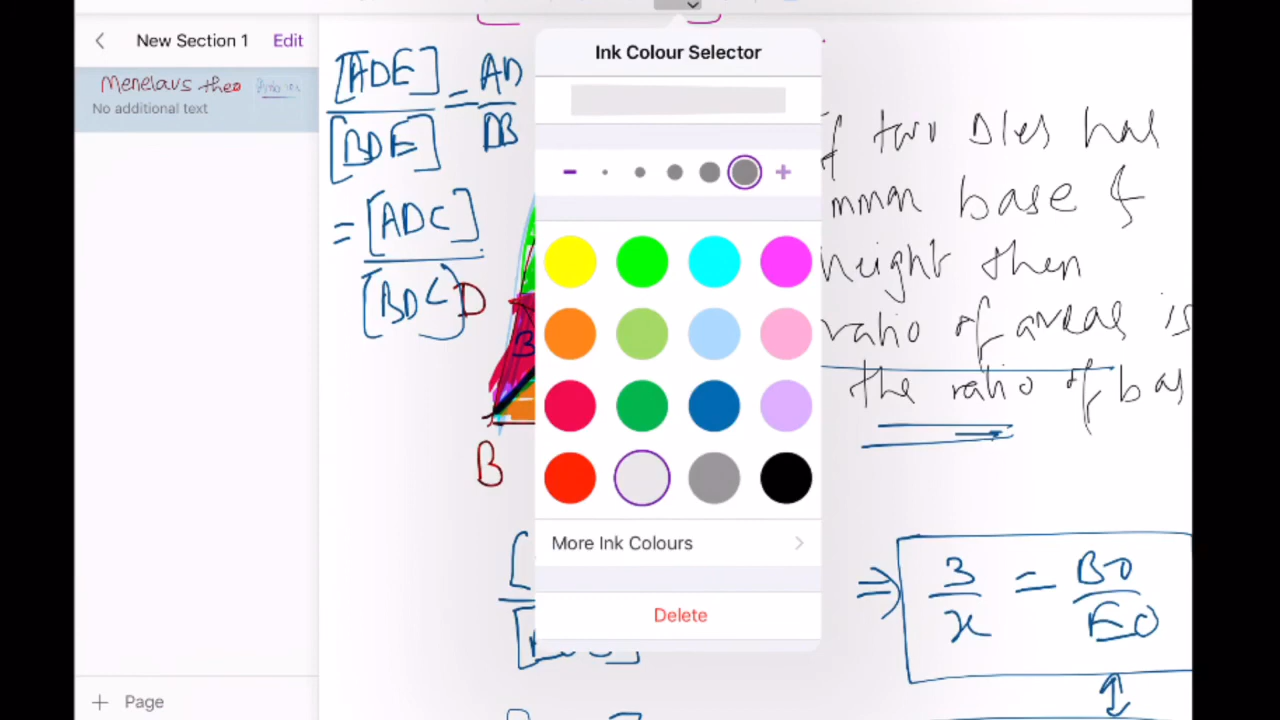 New Section 1 Edit
Menelaus theo
No additional text
[ADE] = AD
[BDE] DB
= [ADC]
[BDC]
D
B
B
Ink Colour Selector
More Ink Colours
Delete
f two Δles has
mmon base &
height then
ratio of areas is
the ratio of bas
⇒ 3 = BO
x EO
+ Page